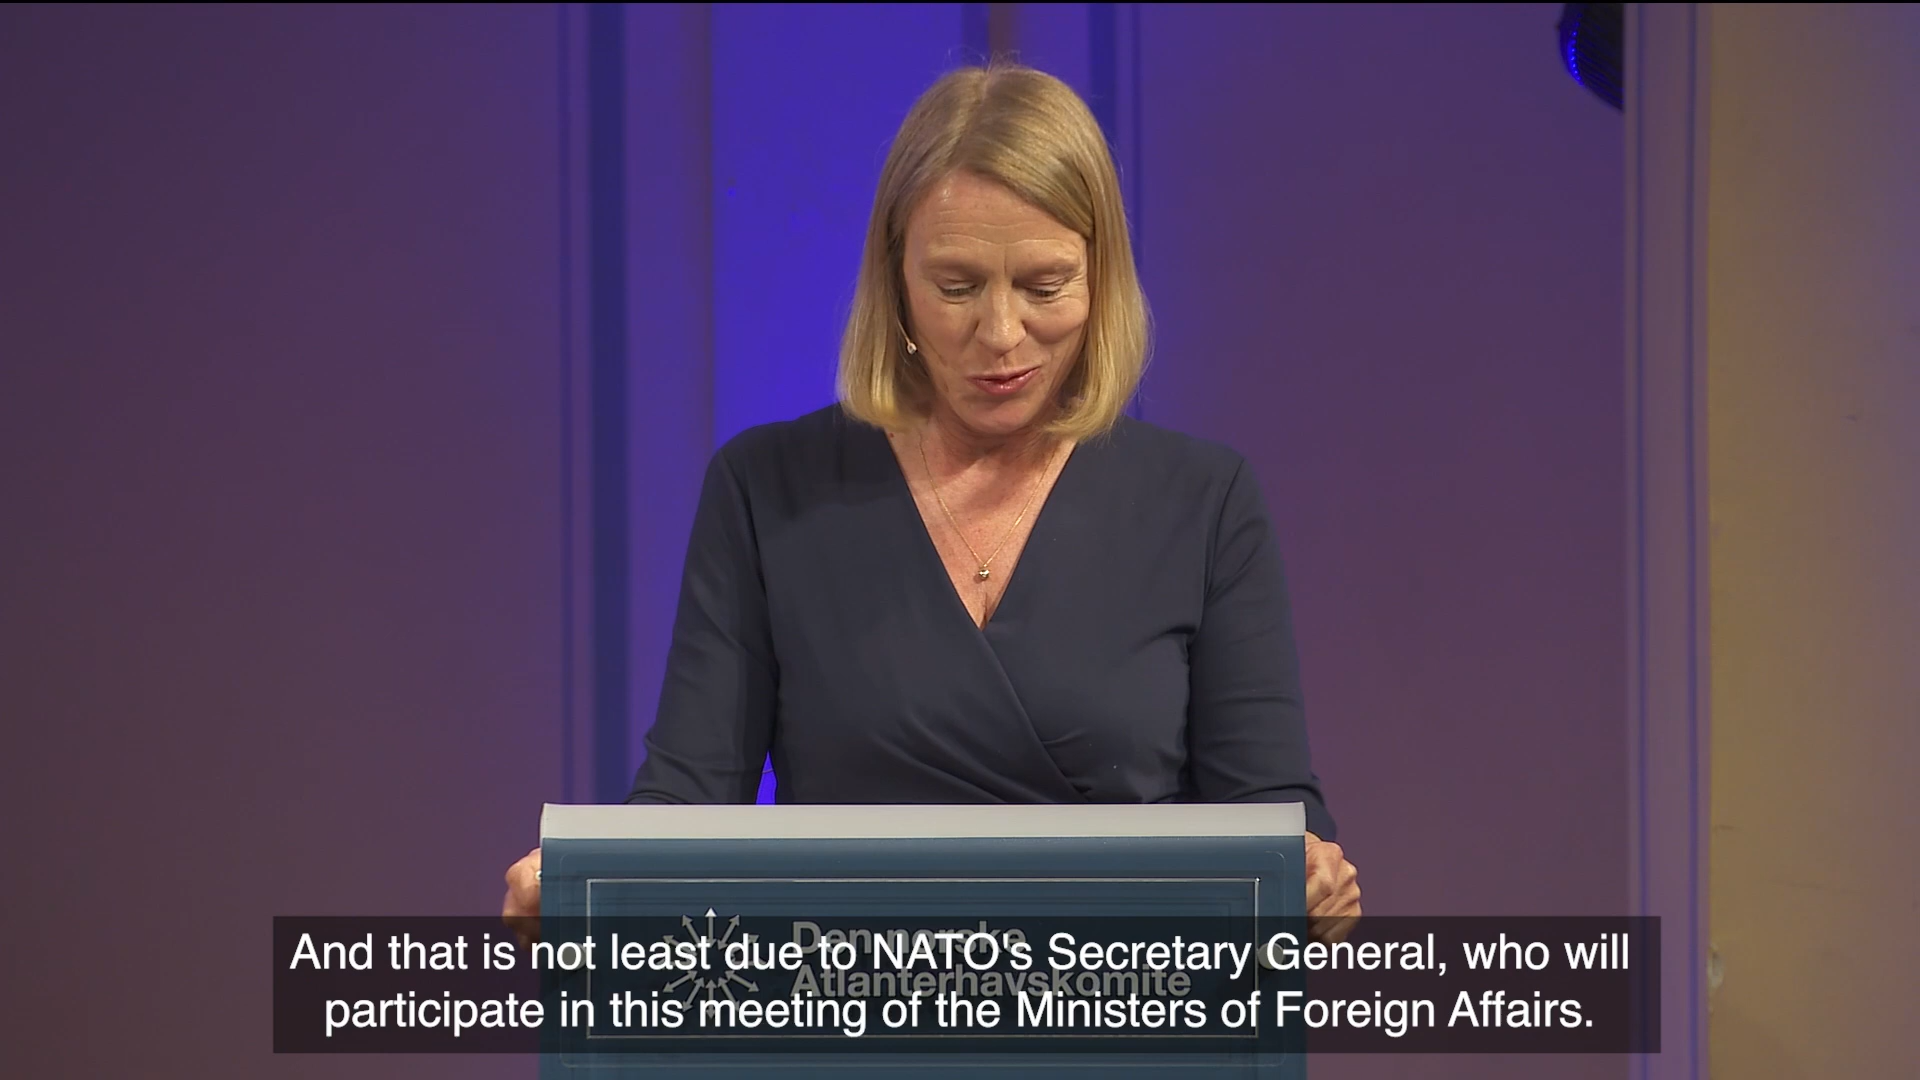 Den norske
Atlanterhavskomité
And that is not least due to NATO's Secretary General, who will
participate in this meeting of the Ministers of Foreign Affairs.